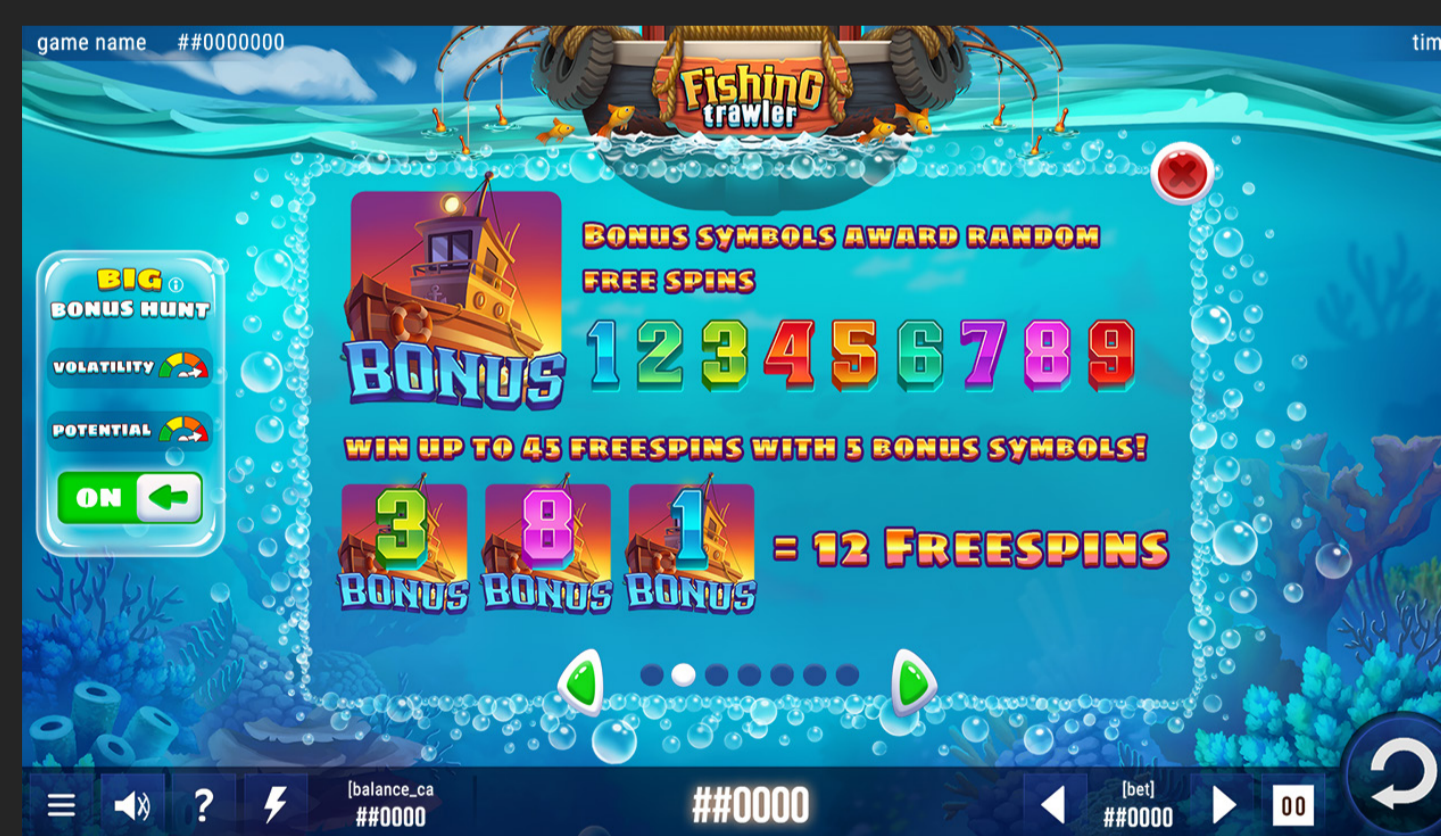 game name ##0000000
tim
Fishing
trawler
BONUS SYMBOLS AWARD RANDOM
FREE SPINS
BONUS
1 2 3 4 5 6 7 8 9
BIG
BONUS HUNT
VOLATILITY
POTENTIAL
ON
WIN UP TO 45 FREESPINS WITH 5 BONUS SYMBOLS!
3 8 1
BONUS BONUS BONUS
= 12 FREESPINS
?
[balance_ca
##0000
##0000
[bet]
##0000
00